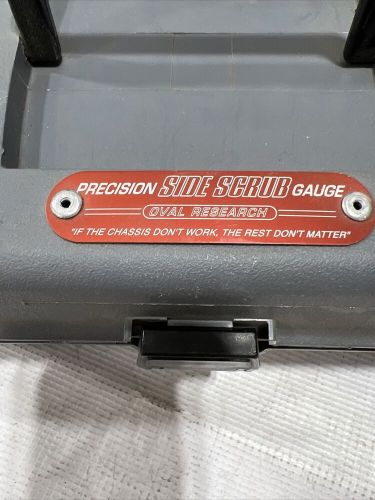 PRECISION SIDE SCRUB GAUGE
OVAL RESEARCH
"IF THE CHASSIS DON'T WORK, THE REST DON'T MATTER"